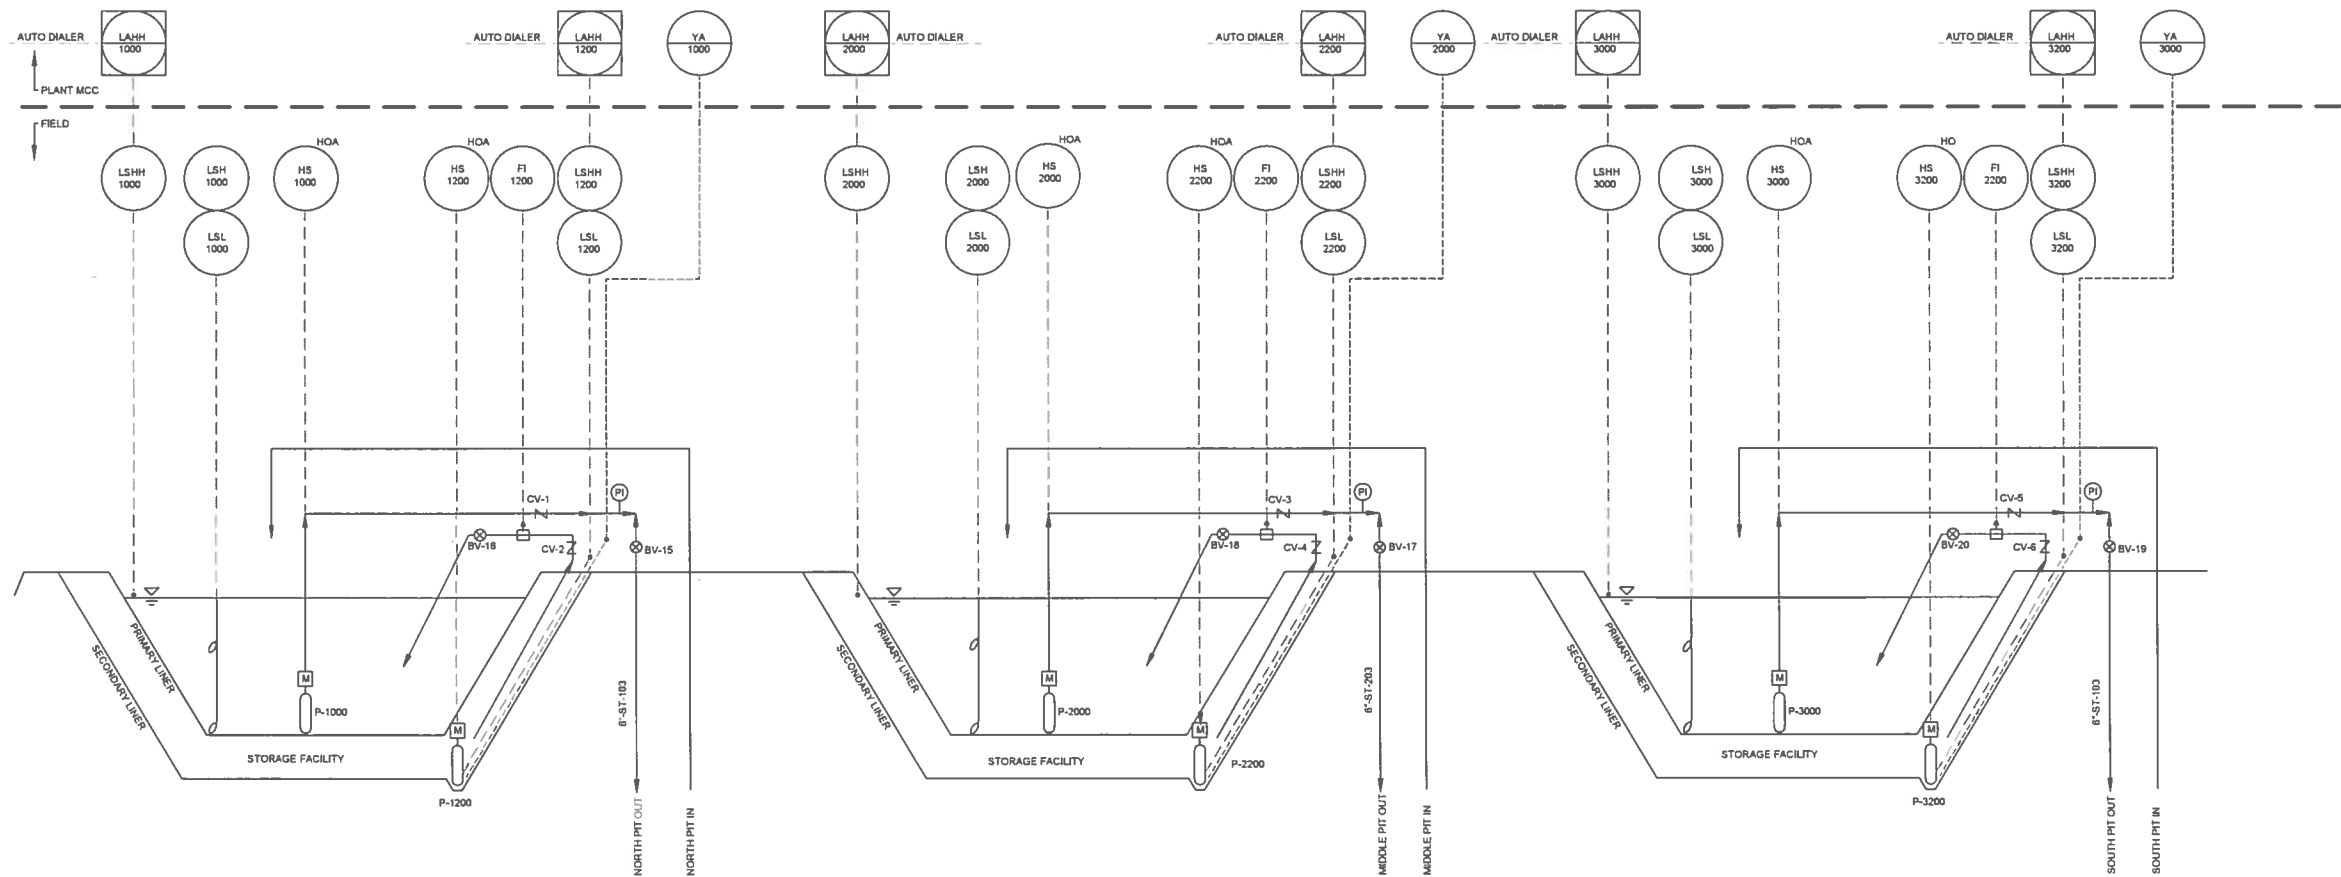 AUTO DIALER
LAHH
1000
AUTO DIALER
LAHH
1200
YA
1000
LAHH
2000
AUTO DIALER
AUTO DIALER
LAHH
2200
YA
2000
AUTO DIALER
LAHH
3000
AUTO DIALER
LAHH
3200
YA
3000
PLANT MCC
FIELD
LSHH
1000
LSH
1000
LSL
1000
HOA
HS
1000
HOA
HS
1200
FI
1200
LSHH
1200
LSL
1200
LSHH
2000
LSH
2000
LSL
2000
HOA
HS
2000
HOA
HS
2200
FI
2200
LSHH
2200
LSL
2200
LSHH
3000
LSH
3000
LSL
3000
HOA
HS
3000
HO
HS
3200
FI
2200
LSHH
3200
LSL
3200
CV-1
PI
BV-16
CV-2
BV-15
PRIMARY LINER
SECONDARY LINER
M
P-1000
M
STORAGE FACILITY
P-1200
6"-ST-103
NORTH PIT OUT
NORTH PIT IN
CV-3
PI
BV-18
CV-4
BV-17
PRIMARY LINER
SECONDARY LINER
M
P-2000
M
STORAGE FACILITY
P-2200
6"-ST-203
MIDDLE PIT OUT
MIDDLE PIT IN
CV-5
PI
BV-20
CV-6
BV-19
PRIMARY LINER
SECONDARY LINER
M
P-3000
M
STORAGE FACILITY
P-3200
6"-ST-103
SOUTH PIT OUT
SOUTH PIT IN